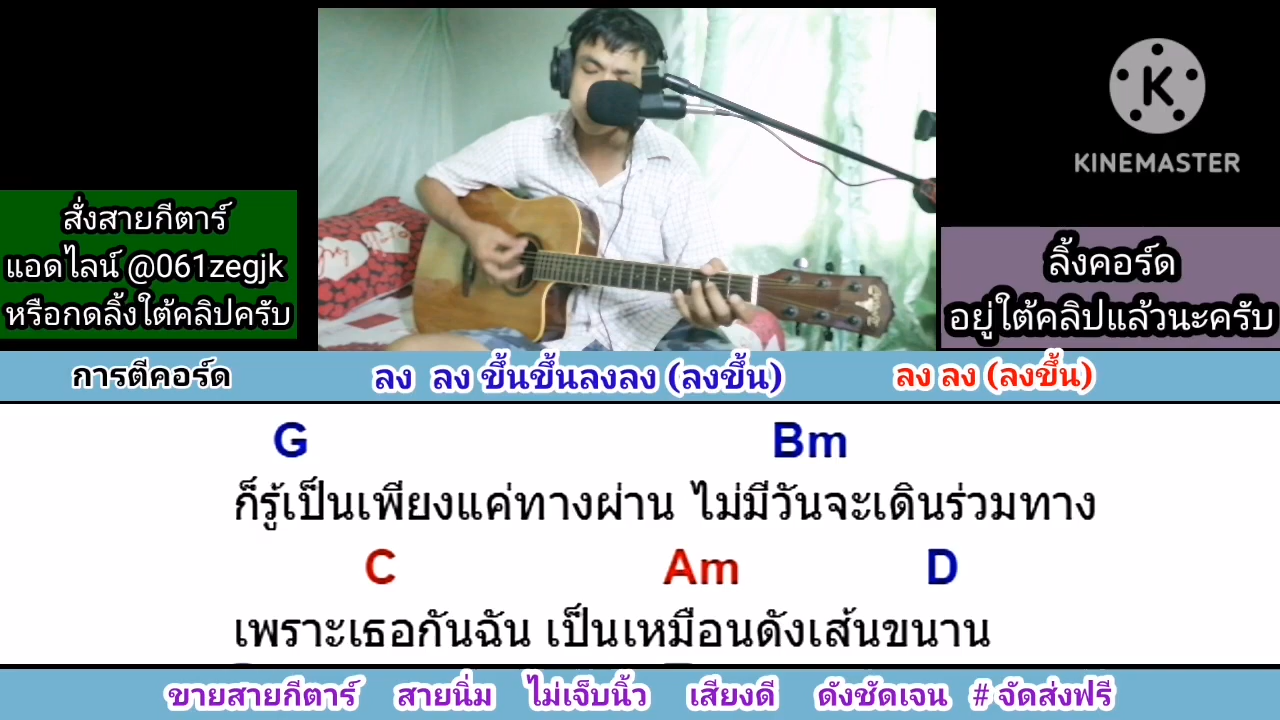 KINEMASTER
สั่งสายกีตาร์
แอดไลน์ @061zegjk
หรือกดลิ้งใต้คลิปครับ
ลิ้งคอร์ด
อยู่ใต้คลิปแล้วนะครับ
การตีคอร์ด ลง ลง ขึ้นขึ้นลงลง (ลงขึ้น) ลง ลง (ลงขึ้น)
G Bm
ก็รู้เป็นเพียงแค่ทางผ่าน ไม่มีวันจะเดินร่วมทาง
C Am D
เพราะเธอกันฉัน เป็นเหมือนดังเส้นขนาน
ขายสายกีตาร์ สายนิ่ม ไม่เจ็บนิ้ว เสียงดี ดังชัดเจน # จัดส่งฟรี